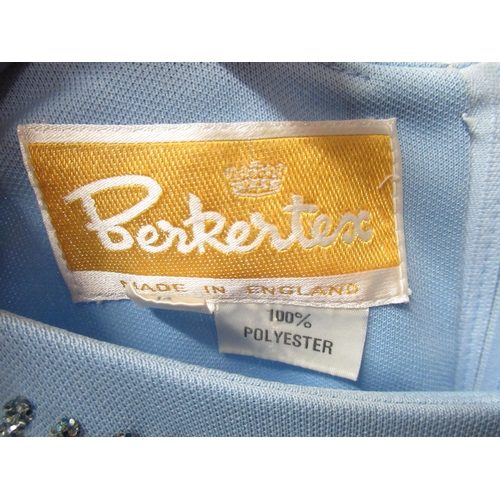 Berkertex
MADE IN ENGLAND
100%
POLYESTER